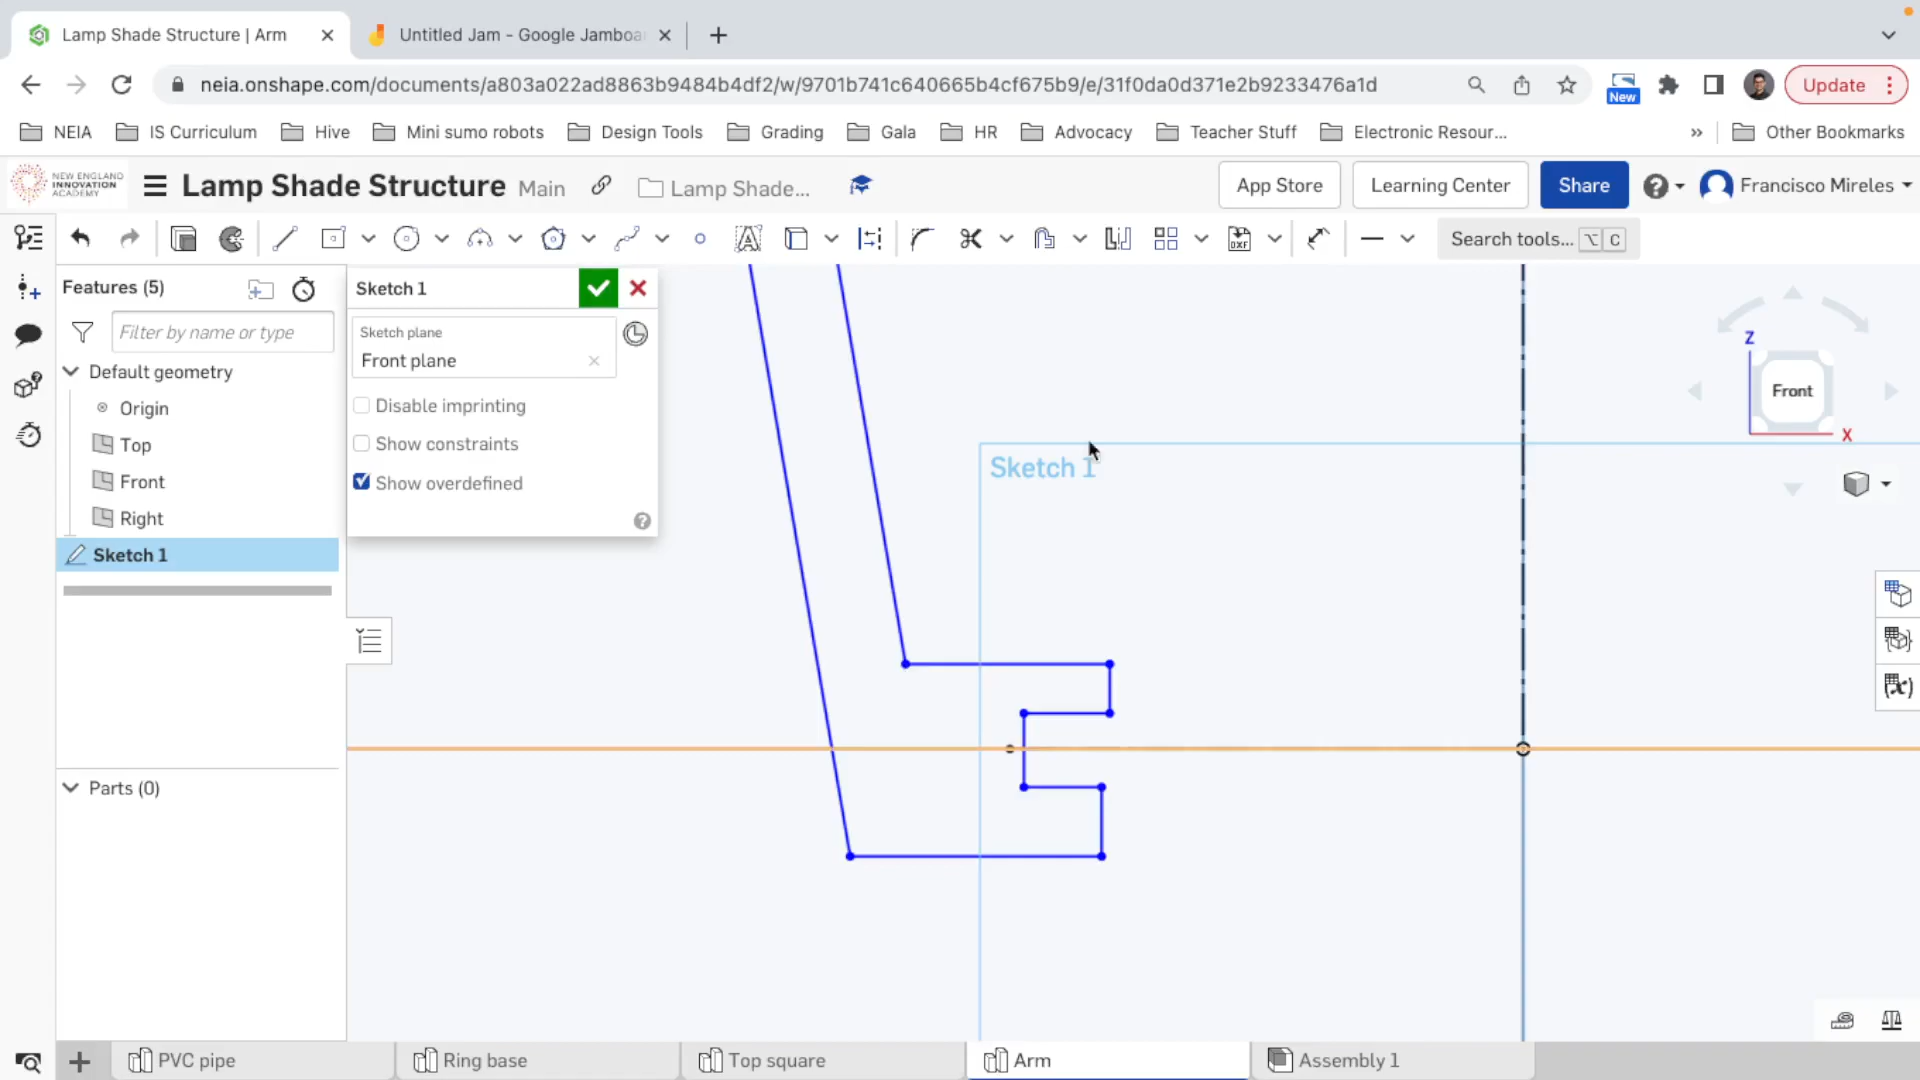 Lamp Shade Structure | Arm
Untitled Jam - Google Jamboa
neia.onshape.com/documents/a803a022ad8863b9484b4df2/w/9701b741c640665b4cf675b9/e/31f0da0d371e2b9233476a1d
New
Update
NEIA
IS Curriculum
Hive
Mini sumo robots
Design Tools
Grading
Gala
HR
Advocacy
Teacher Stuff
Electronic Resour...
»
Other Bookmarks
NEW ENGLAND
INNOVATION
ACADEMY
Lamp Shade Structure
Main
Lamp Shade...
App Store
Learning Center
Share
Francisco Mireles
DXF
Search tools... ⌥ C
Features (5)
Filter by name or type
Default geometry
Origin
Top
Front
Right
Sketch 1
Parts (0)
Sketch 1
Sketch plane
Front plane
Disable imprinting
Show constraints
Show overdefined
Sketch 1
Z
Front
X
PVC pipe
Ring base
Top square
Arm
Assembly 1